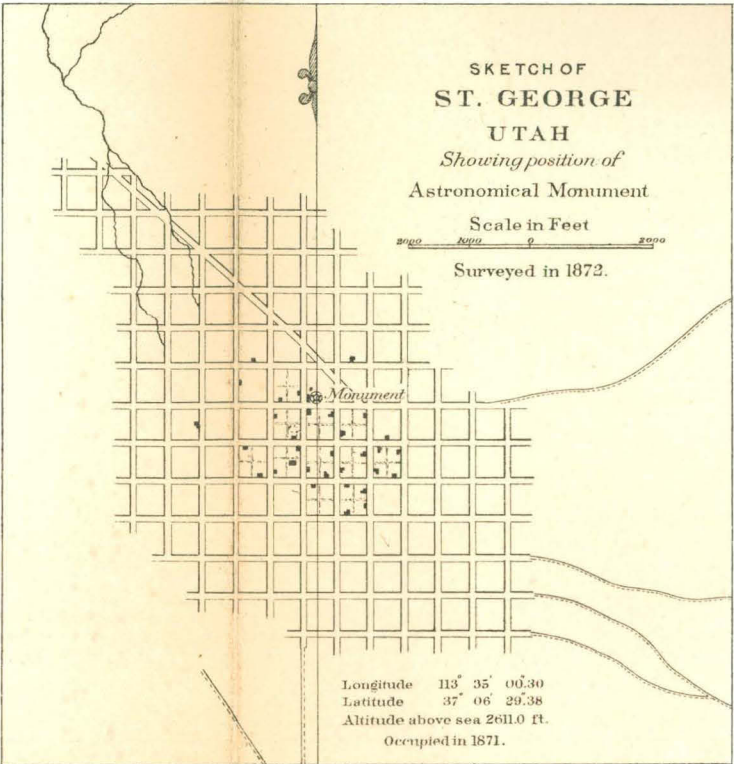 SKETCH OF
ST. GEORGE
UTAH
Showing position of
Astronomical Monument
Scale in Feet
2000 1000 0 2000
Surveyed in 1872.
Monument
Longitude 113° 35' 00".30
Latitude 37° 06' 29".38
Altitude above sea 2611.0 ft.
Occupied in 1871.